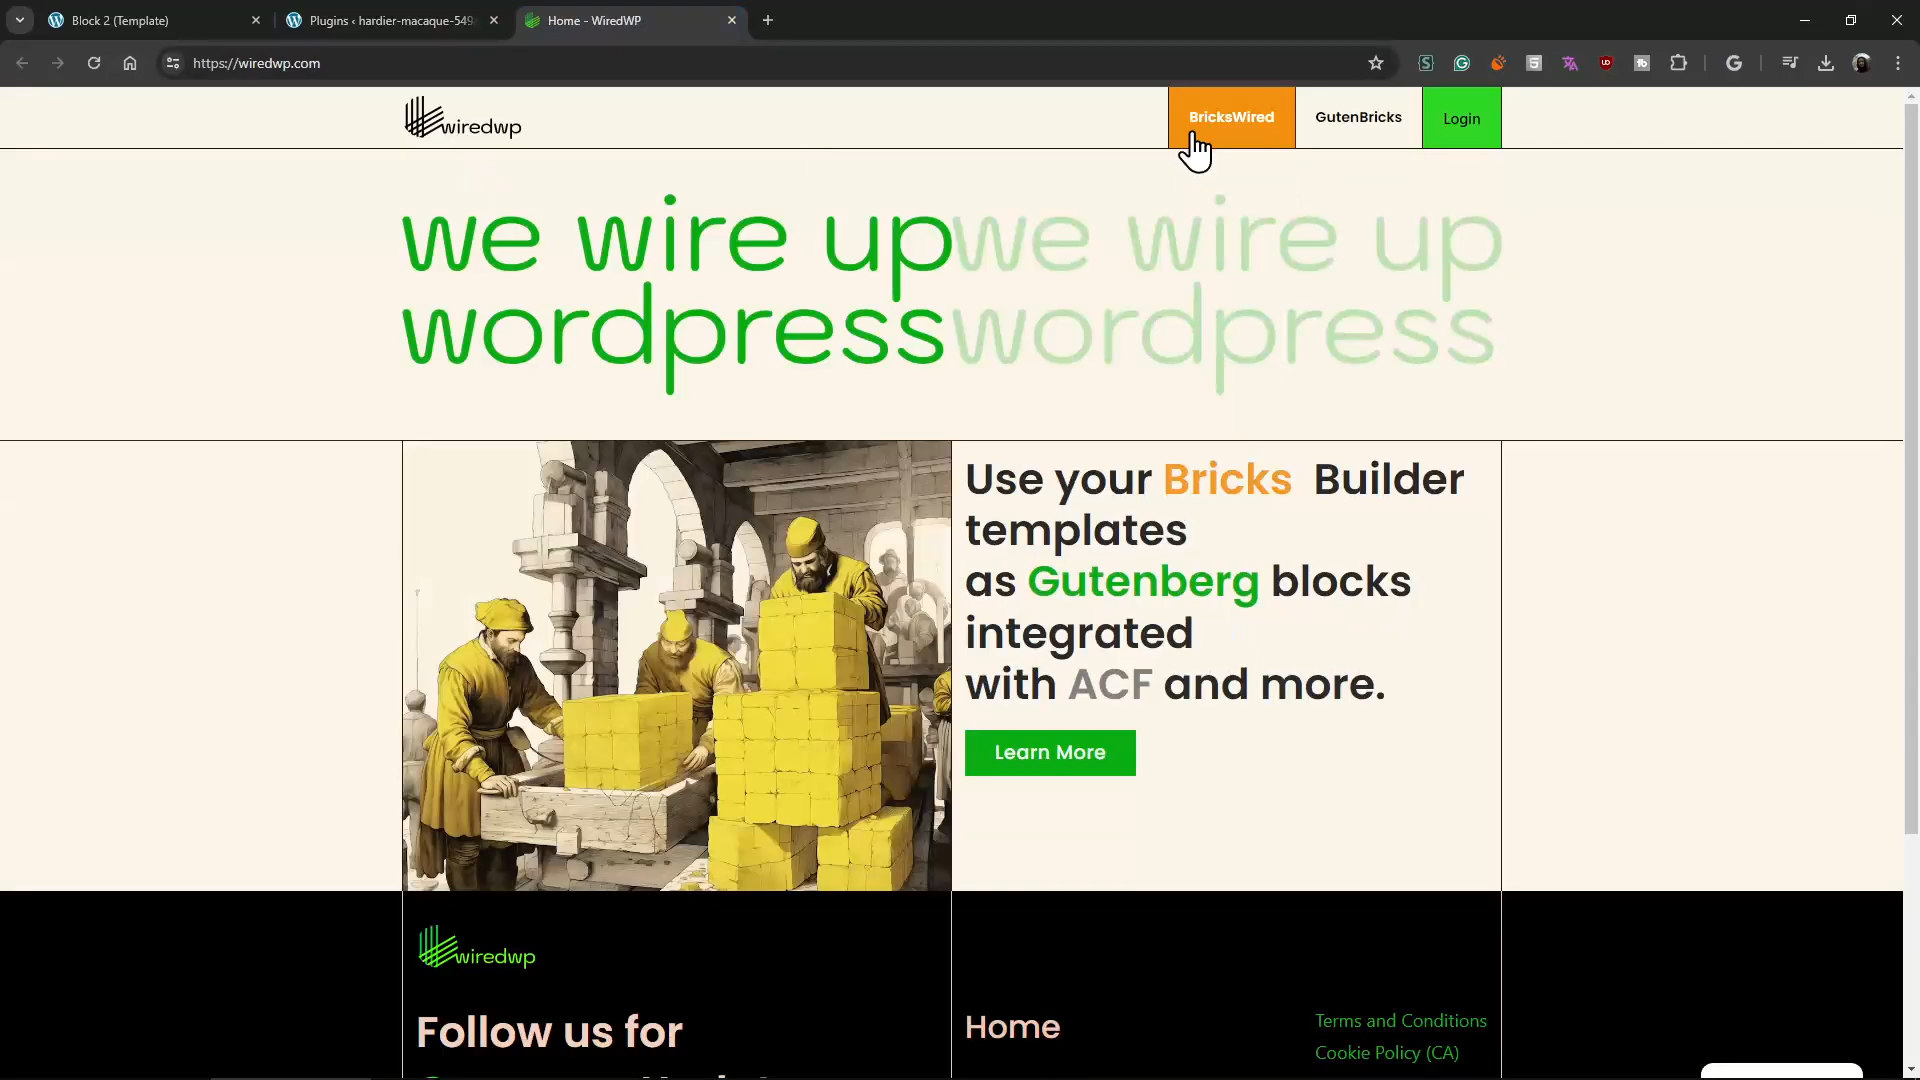 Block 2 (Template)
Plugins ‹ hardier-macaque-549
Home - WiredWP
https://wiredwp.com
wiredwp
BricksWired
GutenBricks
Login
we wire up
wordpress
we wire up
wordpress
Use your Bricks Builder
templates
as Gutenberg blocks
integrated
with ACF and more.
Learn More
wiredwp
Follow us for
Home
Terms and Conditions
Cookie Policy (CA)